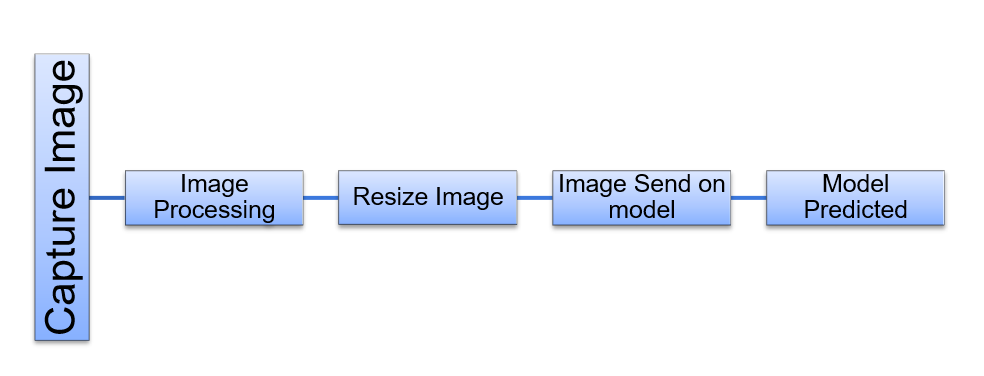 Capture Image
Image
Processing
Resize Image
Image Send on
model
Model
Predicted